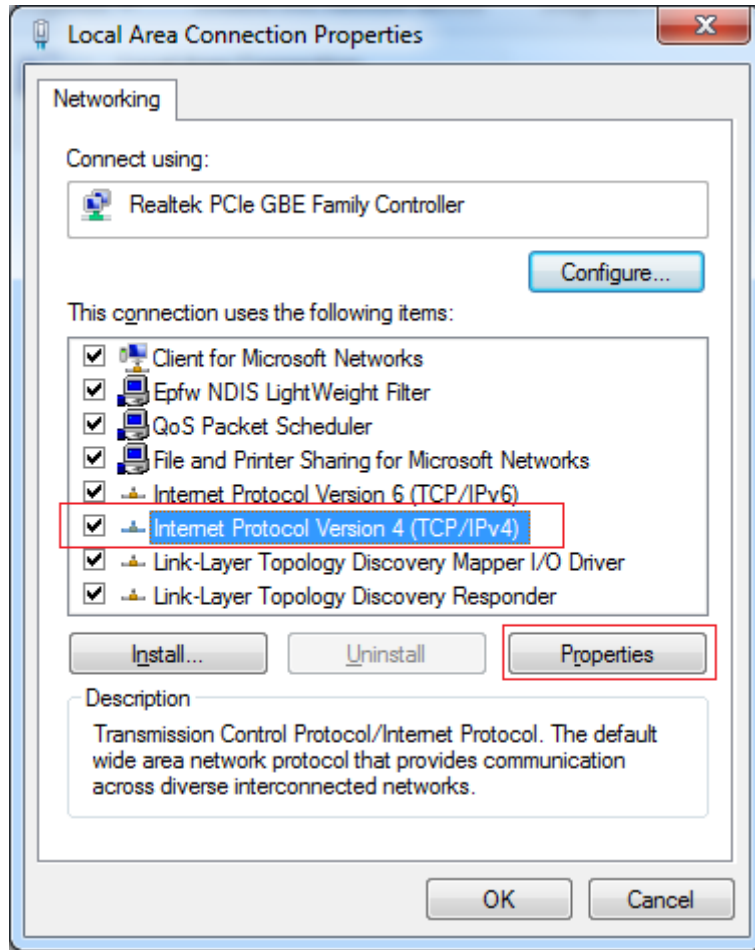 Local Area Connection Properties
Networking
Connect using:
Realtek PCIe GBE Family Controller
Configure...
This connection uses the following items:
Client for Microsoft Networks
Epfw NDIS LightWeight Filter
QoS Packet Scheduler
File and Printer Sharing for Microsoft Networks
Internet Protocol Version 6 (TCP/IPv6)
Internet Protocol Version 4 (TCP/IPv4)
Link-Layer Topology Discovery Mapper I/O Driver
Link-Layer Topology Discovery Responder
Install... Uninstall Properties
Description
Transmission Control Protocol/Internet Protocol. The default
wide area network protocol that provides communication
across diverse interconnected networks.
OK Cancel